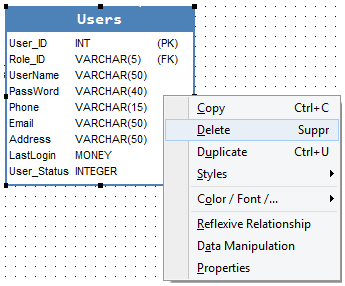 Users
User_ID INT (PK)
Role_ID VARCHAR(5) (FK)
UserName VARCHAR(50)
PassWord VARCHAR(40)
Phone VARCHAR(15)
Email VARCHAR(50)
Address VARCHAR(50)
LastLogin MONEY
User_Status INTEGER
Copy Ctrl+C
Delete Suppr
Duplicate Ctrl+U
Styles
Color / Font /...
Reflexive Relationship
Data Manipulation
Properties